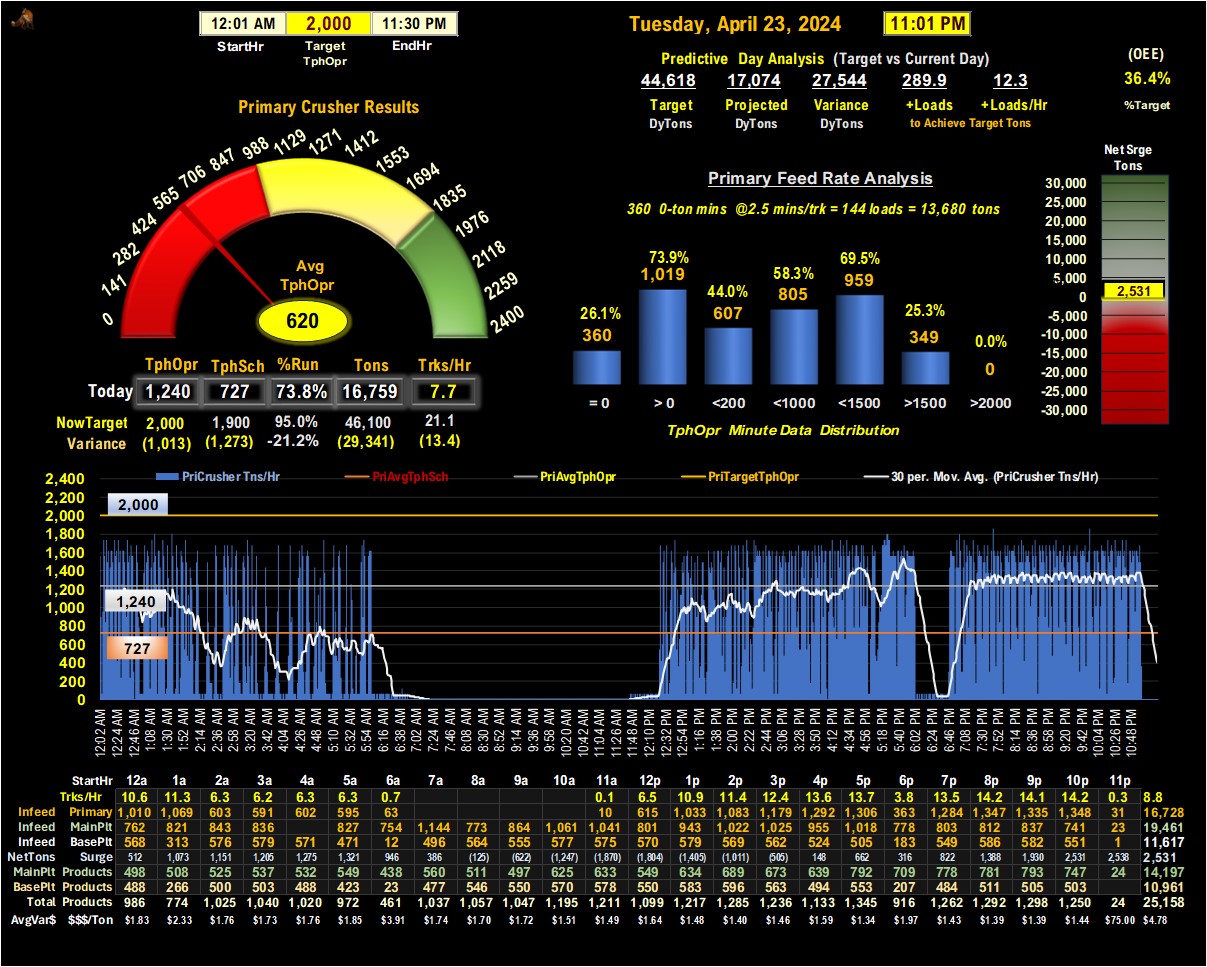 12:01 AM 2,000 11:30 PM
StartHr Target TphOpr EndHr
Tuesday, April 23, 2024 11:01 PM
Predictive Day Analysis (Target vs Current Day)
44,618 17,074 27,544 289.9 12.3
Target Projected Variance +Loads +Loads/Hr
DyTons DyTons DyTons to Achieve Target Tons
(OEE)
36.4%
%Target
Primary Crusher Results
0 141 282 424 565 706 847 988 1129 1271 1412 1553 1694 1835 1976 2118 2259 2400
Avg
TphOpr
620
TphOpr TphSch %Run Tons Trks/Hr
Today 1,240 727 73.8% 16,759 7.7
NowTarget 2,000 1,900 95.0% 46,100 21.1
Variance (1,013) (1,273) -21.2% (29,341) (13.4)
Primary Feed Rate Analysis
360 0-ton mins @2.5 mins/trk = 144 loads = 13,680 tons
26.1% 73.9% 44.0% 58.3% 69.5% 25.3% 0.0%
360 1,019 607 805 959 349 0
= 0 > 0 <200 <1000 <1500 >1500 >2000
TphOpr Minute Data Distribution
Net Srge
Tons
30,000
25,000
20,000
15,000
10,000
5,000
0
-5,000
-10,000
-15,000
-20,000
-25,000
-30,000
2,531
PriCrusher Tns/Hr PriAvgTphSch PriAvgTphOpr PriTargetTphOpr 30 per. Mov. Avg. (PriCrusher Tns/Hr)
2,400
2,200
2,000
1,800
1,600
1,400
1,200
1,000
800
600
400
200
0
2,000
1,240
727
12:02 AM 12:24 AM 12:46 AM 1:08 AM 1:30 AM 1:52 AM 2:14 AM 2:36 AM 2:58 AM 3:20 AM 3:42 AM 4:04 AM 4:26 AM 4:48 AM 5:10 AM 5:32 AM 5:54 AM 6:16 AM 6:38 AM 7:00 AM 7:24 AM 7:46 AM 8:08 AM 8:30 AM 8:52 AM 9:14 AM 9:36 AM 9:58 AM 10:20 AM 10:42 AM 11:04 AM 11:26 AM 11:48 AM 12:10 PM 12:32 PM 12:54 PM 1:16 PM 1:38 PM 2:00 PM 2:22 PM 2:44 PM 3:06 PM 3:28 PM 3:50 PM 4:12 PM 4:34 PM 4:56 PM 5:18 PM 5:40 PM 6:02 PM 6:24 PM 6:46 PM 7:08 PM 7:30 PM 7:52 PM 8:14 PM 8:36 PM 8:58 PM 9:20 PM 9:42 PM 10:04 PM 10:26 PM 10:48 PM
StartHr 12a 1a 2a 3a 4a 5a 6a 7a 8a 9a 10a 11a 12p 1p 2p 3p 4p 5p 6p 7p 8p 9p 10p 11p
Trks/Hr 10.6 11.3 6.3 6.2 6.3 6.3 0.7 0.1 6.5 10.9 11.4 12.4 13.6 13.7 3.8 13.5 14.2 14.1 14.2 0.3 8.8
Infeed Primary 1,010 1,069 603 591 602 595 63 10 615 1,033 1,083 1,179 1,292 1,306 363 1,284 1,347 1,335 1,348 31 16,728
Infeed MainPlt 762 821 843 836 827 754 1,144 773 864 1,061 1,041 801 943 1,022 1,025 955 1,018 778 803 812 837 741 23 19,461
Infeed BasePlt 568 313 576 579 571 471 12 496 564 555 577 575 570 579 569 562 524 505 183 549 586 582 551 1 11,617
NetTons Surge 512 1,073 1,151 1,205 1,275 1,321 946 386 (125) (622) (1,247) (1,870) (1,804) (1,405) (1,011) (505) 148 662 316 822 1,388 1,930 2,531 2,538 2,531
MainPlt Products 498 508 525 537 532 549 438 560 511 497 625 633 549 634 689 673 640 639 792 709 778 781 793 747 24 14,197
BasePlt Products 488 266 500 503 488 423 23 477 546 550 570 578 550 583 596 563 494 553 207 484 511 505 503 10,961
Total Products 986 774 1,025 1,040 1,020 972 461 1,037 1,057 1,047 1,195 1,211 1,099 1,217 1,285 1,236 1,133 1,345 916 1,262 1,292 1,298 1,250 24 25,158
AvgVar$ $$$/Ton $1.83 $2.33 $1.76 $1.73 $1.76 $1.85 $3.91 $1.74 $1.70 $1.72 $1.51 $1.49 $1.64 $1.48 $1.40 $1.46 $1.59 $1.34 $1.97 $1.43 $1.39 $1.39 $1.44 $75.00 $4.78